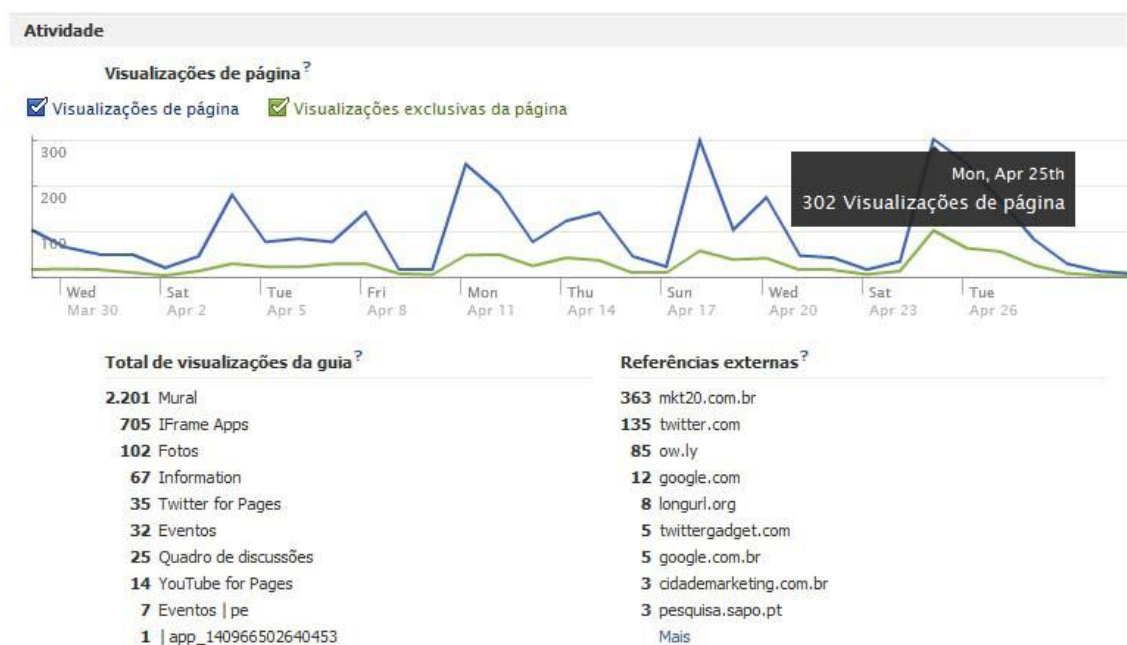 Atividade
Visualizações de página?
Visualizações de página Visualizações exclusivas da página
300
200
100
Mon, Apr 25th
302 Visualizações de página
Wed Sat Tue Fri Mon Thu Sun Wed Sat Tue
Mar 30 Apr 2 Apr 5 Apr 8 Apr 11 Apr 14 Apr 17 Apr 20 Apr 23 Apr 26
Total de visualizações da guia?
2.201 Mural
705 IFrame Apps
102 Fotos
67 Information
35 Twitter for Pages
32 Eventos
25 Quadro de discussões
14 YouTube for Pages
7 Eventos | pe
1 | app_140966502640453
Referências externas?
363 mkt20.com.br
135 twitter.com
85 ow.ly
12 google.com
8 longurl.org
5 twittergadget.com
5 google.com.br
3 cidademarketing.com.br
3 pesquisa.sapo.pt
Mais